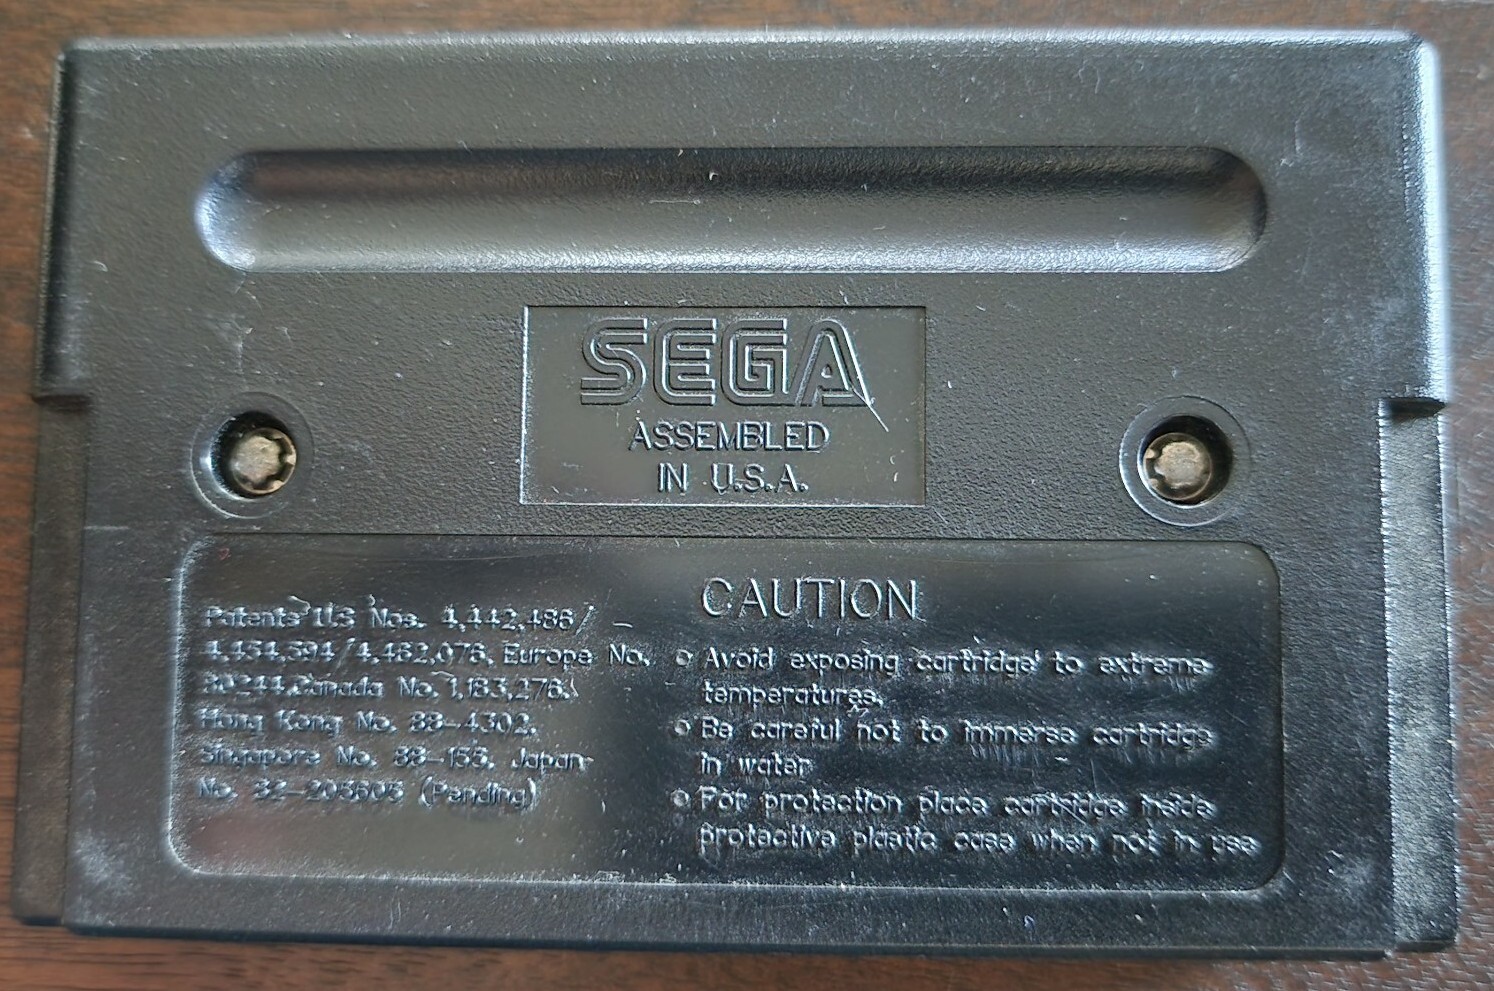 SEGA
ASSEMBLED
IN U.S.A.
Patents U.S Nos. 4,442,486/
4,454,594/4,462,076, Europe No.
80244, Canada No. 1,183,276,
Hong Kong No. 88-4302,
Singapore No. 88-155, Japan
No. 82-205605 (Pending)
CAUTION
o Avoid exposing cartridge to extreme
temperatures.
o Be careful not to immerse cartridge
in water
o For protection place cartridge inside
protective plastic case when not in use